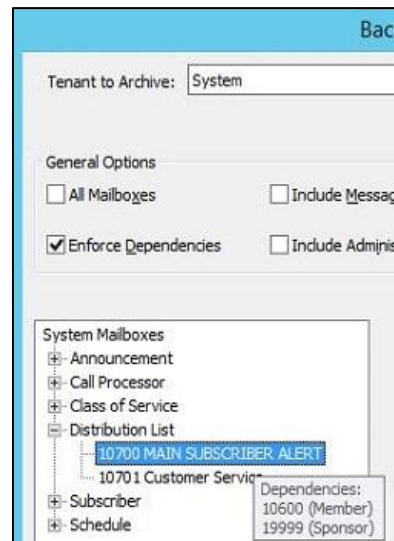 Bac
Tenant to Archive: System
General Options
All Mailboxes Include Messag
Enforce Dependencies Include Adminis
System Mailboxes
Announcement
Call Processor
Class of Service
Distribution List
10700 MAIN SUBSCRIBER ALERT
10701 Customer Service
Dependencies:
10600 (Member)
19999 (Sponsor)
Subscriber
Schedule